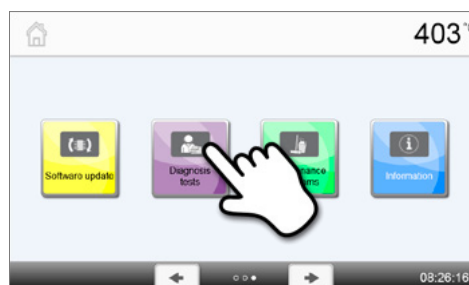 403
Software update
Diagnosis
tests
Information
08:26:16